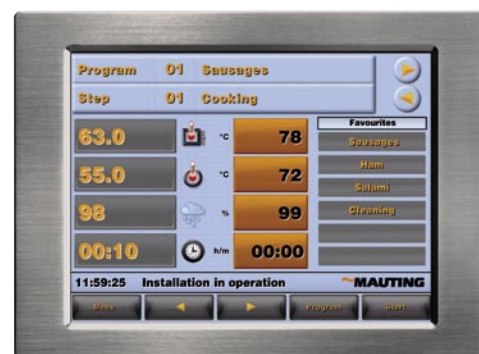 Program 01 Sausages
Step 01 Cooking
63.0 °C 78
55.0 °C 72
98 % 99
00:10 h/m 00:00
Favourites
Sausages
Ham
Salami
Cleaning
11:59:25 Installation in operation MAUTING
Menu Program Start